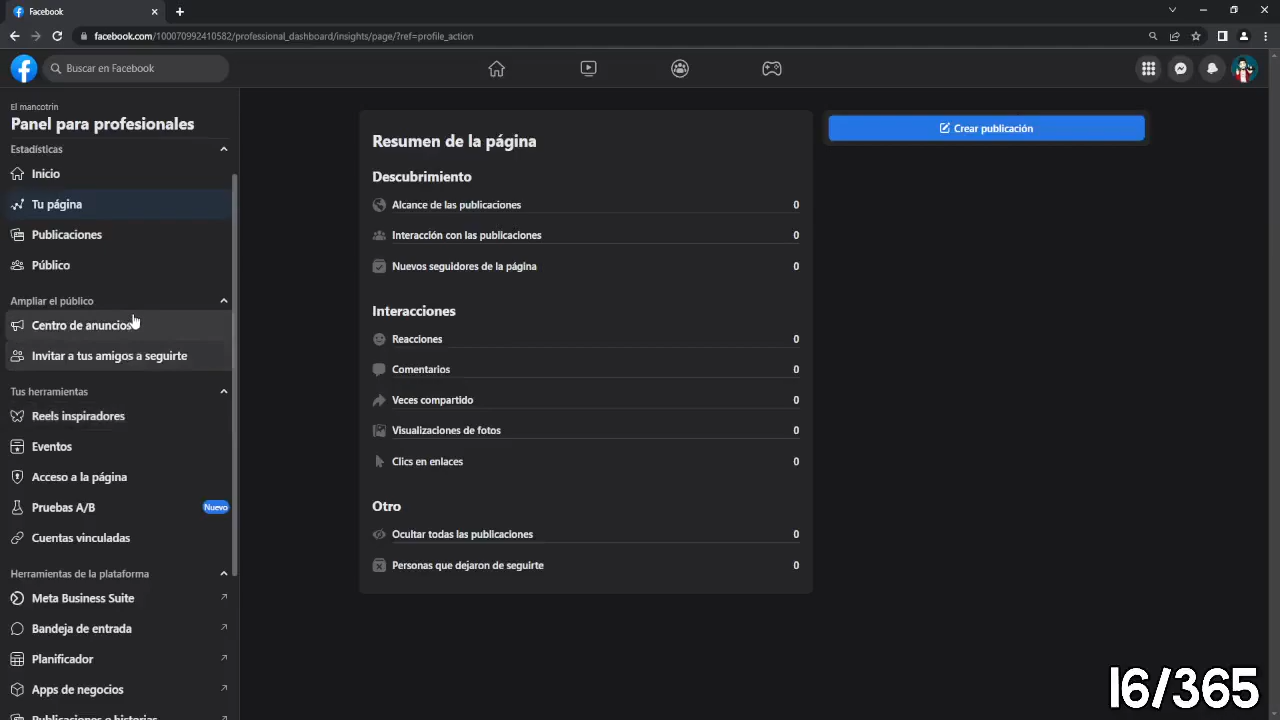 Facebook
facebook.com/100070992410582/professional_dashboard/insights/page/?ref=profile_action
Buscar en Facebook
El mancotrin
Panel para profesionales
Estadísticas
Inicio
Tu página
Publicaciones
Público
Ampliar el público
Centro de anuncios
Invitar a tus amigos a seguirte
Tus herramientas
Reels inspiradores
Eventos
Acceso a la página
Pruebas A/B Nuevo
Cuentas vinculadas
Herramientas de la plataforma
Meta Business Suite
Bandeja de entrada
Planificador
Apps de negocios
Publicaciones e historias
Resumen de la página
Descubrimiento
Alcance de las publicaciones 0
Interacción con las publicaciones 0
Nuevos seguidores de la página 0
Interacciones
Reacciones 0
Comentarios 0
Veces compartido 0
Visualizaciones de fotos 0
Clics en enlaces 0
Otro
Ocultar todas las publicaciones 0
Personas que dejaron de seguirte 0
Crear publicación
16/365